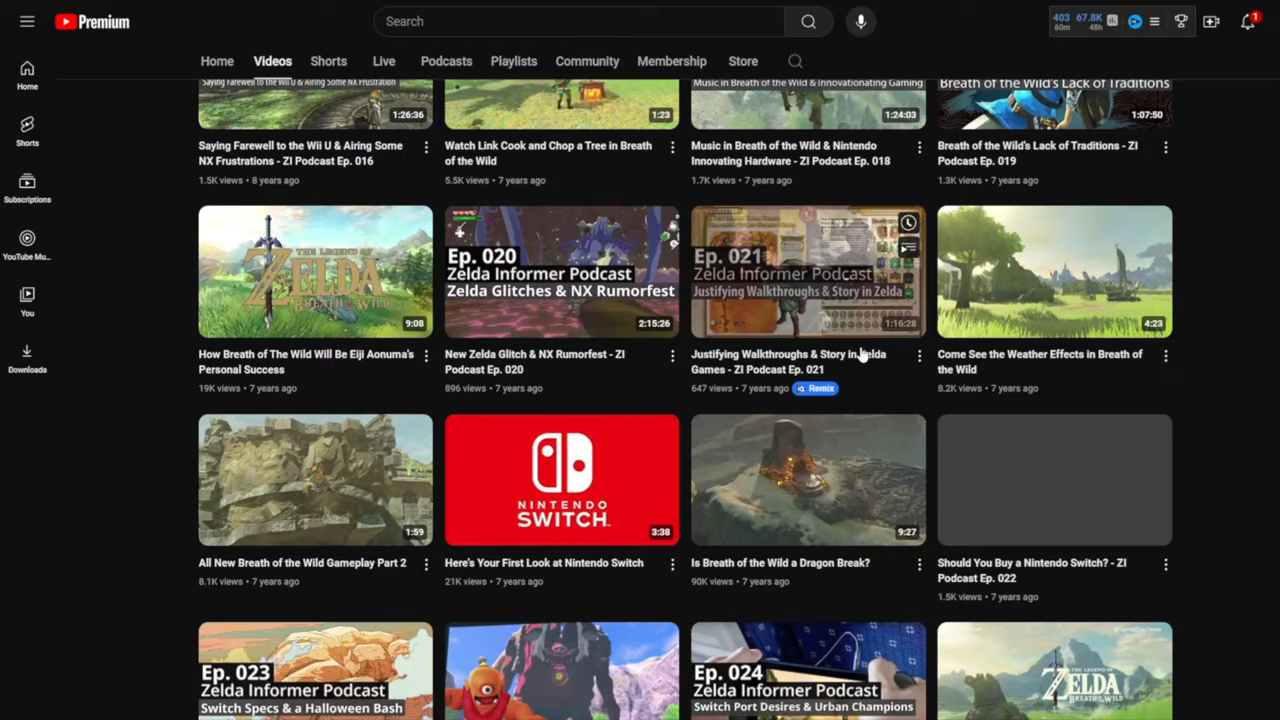 Premium
Search
403 67.8K
60m 48h
1
Home Videos Shorts Live Podcasts Playlists Community Membership Store
Home
Shorts
Subscriptions
YouTube Mu...
You
Downloads
Saying Farewell to the Wii U & Airing Some NX Frustration
1:26:36
1:23
Music in Breath of the Wild & Innovationating Gaming
1:24:03
Breath of the Wild's Lack of Traditions
1:07:50
Saying Farewell to the Wii U & Airing Some
NX Frustrations - ZI Podcast Ep. 016
1.5K views • 8 years ago
Watch Link Cook and Chop a Tree in Breath
of the Wild
5.5K views • 7 years ago
Music in Breath of the Wild & Nintendo
Innovating Hardware - ZI Podcast Ep. 018
1.7K views • 7 years ago
Breath of the Wild's Lack of Traditions - ZI
Podcast Ep. 019
1.3K views • 7 years ago
THE LEGEND OF
ZELDA
BREATH OF THE WILD
9:08
Ep. 020
Zelda Informer Podcast
Zelda Glitches & NX Rumorfest
2:15:26
Ep. 021
Zelda Informer Podcast
Justifying Walkthroughs & Story in Zelda
1:16:28
4:23
How Breath of The Wild Will Be Eiji Aonuma's
Personal Success
19K views • 7 years ago
New Zelda Glitch & NX Rumorfest - ZI
Podcast Ep. 020
896 views • 7 years ago
Justifying Walkthroughs & Story in Zelda
Games - ZI Podcast Ep. 021
647 views • 7 years ago Remix
Come See the Weather Effects in Breath of
the Wild
8.2K views • 7 years ago
1:59
NINTENDO
SWITCH
3:38
9:27
All New Breath of the Wild Gameplay Part 2
8.1K views • 7 years ago
Here's Your First Look at Nintendo Switch
21K views • 7 years ago
Is Breath of the Wild a Dragon Break?
90K views • 7 years ago
Should You Buy a Nintendo Switch? - ZI
Podcast Ep. 022
1.5K views • 7 years ago
Ep. 023
Zelda Informer Podcast
Switch Specs & a Halloween Bash
Ep. 024
Zelda Informer Podcast
Switch Port Desires & Urban Champions
THE LEGEND OF
ZELDA